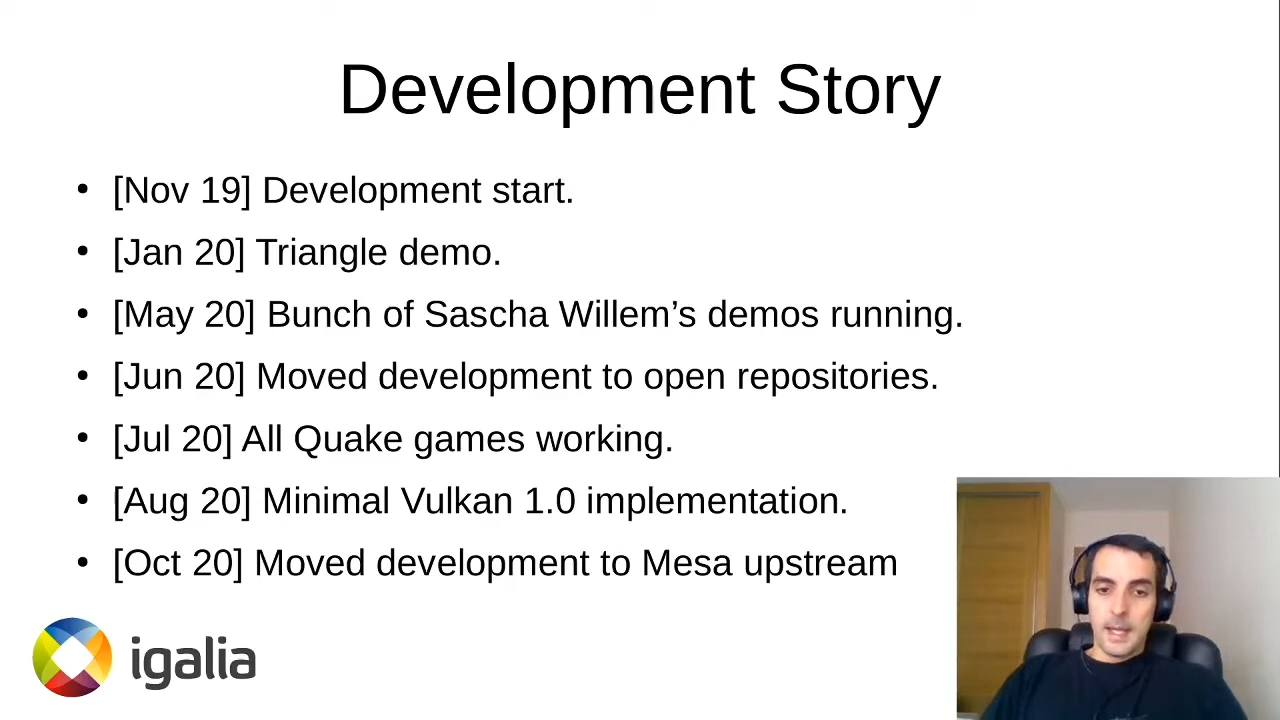 Development Story
• [Nov 19] Development start.
• [Jan 20] Triangle demo.
• [May 20] Bunch of Sascha Willem’s demos running.
• [Jun 20] Moved development to open repositories.
• [Jul 20] All Quake games working.
• [Aug 20] Minimal Vulkan 1.0 implementation.
• [Oct 20] Moved development to Mesa upstream
igalia